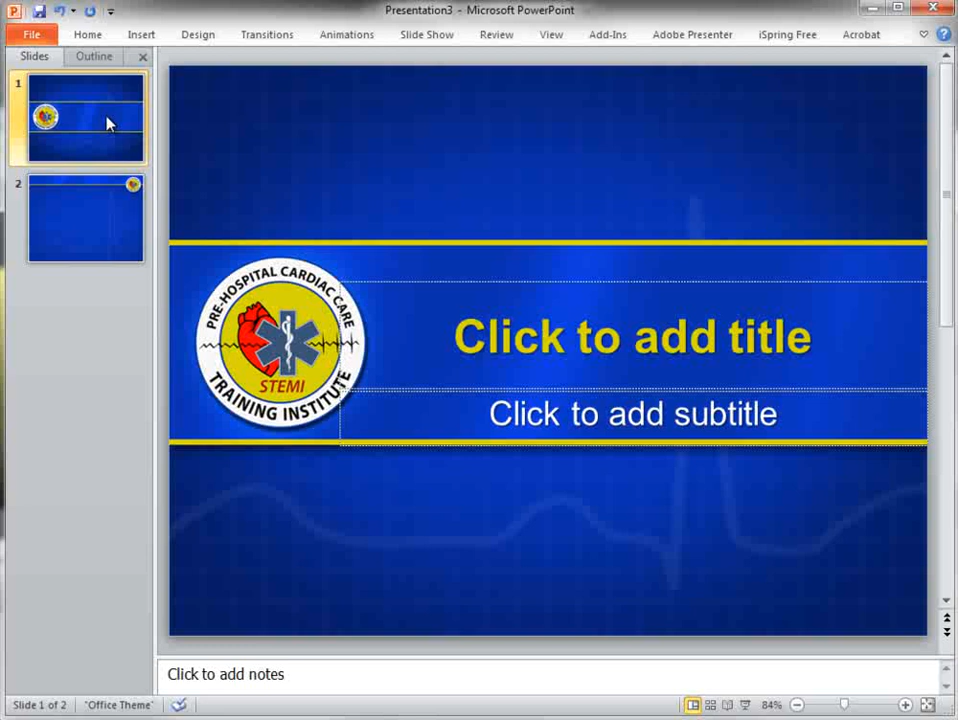 Presentation3 - Microsoft PowerPoint
File Home Insert Design Transitions Animations Slide Show Review View Add-Ins Adobe Presenter iSpring Free Acrobat
Slides Outline
1
2
PRE-HOSPITAL CARDIAC CARE
STEMI
TRAINING INSTITUTE
Click to add title
Click to add subtitle
Click to add notes
Slide 1 of 2 "Office Theme" 84%